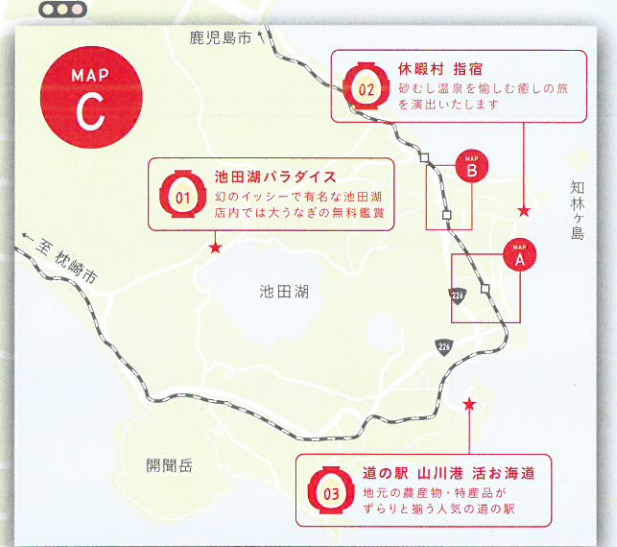 MAP
C
鹿児島市
02
休暇村 指宿
砂むし温泉を愉しむ癒しの旅
を演出いたします
01
池田湖パラダイス
幻のイッシーで有名な池田湖
店内では大うなぎの無料鑑賞
MAP
B
知林ヶ島
至 枕崎市
池田湖
MAP
A
226
226
開聞岳
03
道の駅 山川港 活お海道
地元の農産物・特産品が
ずらりと揃う人気の道の駅